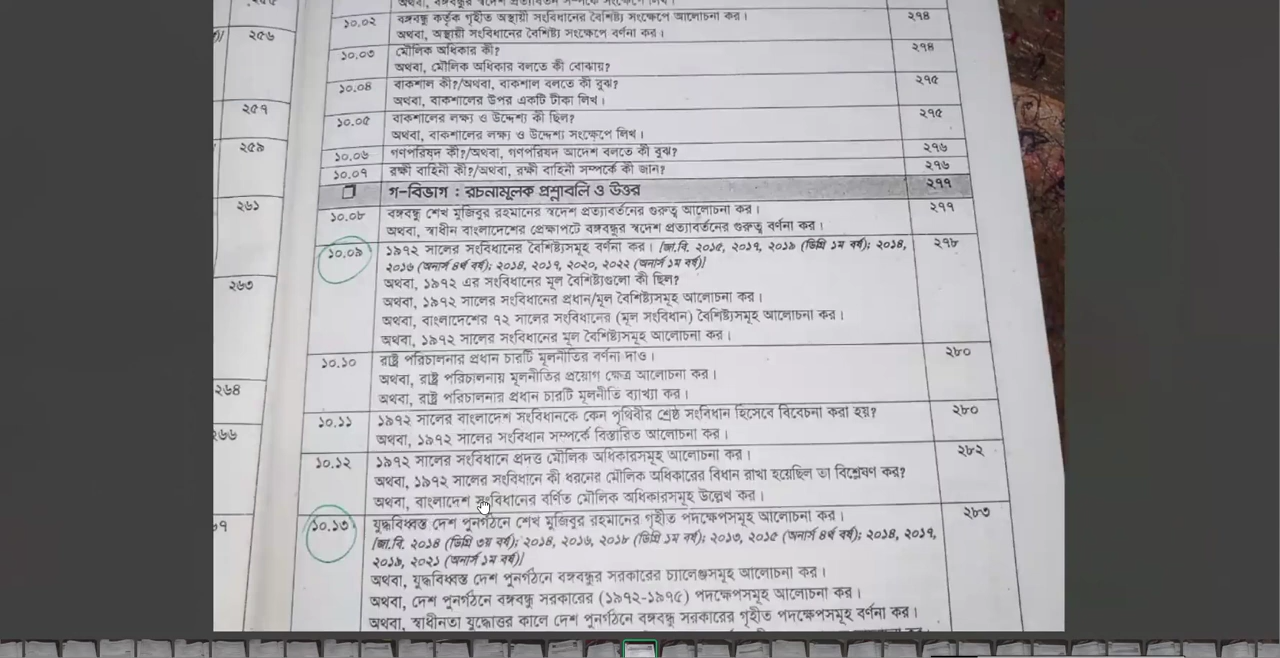 ২৫৬
২৫৭
২৫৯
২৬১
২৬৩
২৬৪
২৬৬
১০.০২ বঙ্গবন্ধু কর্তৃক গৃহীত অস্থায়ী সংবিধানের বৈশিষ্ট্য সংক্ষেপে আলোচনা কর। ২৭৪
অথবা, অস্থায়ী সংবিধানের বৈশিষ্ট্য সংক্ষেপে বর্ণনা কর।
১০.০৩ মৌলিক অধিকার কী? ২৭৪
অথবা, মৌলিক অধিকার বলতে কী বোঝায়?
১০.০৪ বাকশাল কী?/অথবা, বাকশাল বলতে কী বুঝ? ২৭৫
অথবা, বাকশালের উপর একটি টীকা লিখ।
১০.০৫ বাকশালের লক্ষ্য ও উদ্দেশ্য কী ছিল? ২৭৫
অথবা, বাকশালের লক্ষ্য ও উদ্দেশ্য সংক্ষেপে লিখ।
১০.০৬ গণপরিষদ কী?/অথবা, গণপরিষদ আদেশ বলতে কী বুঝ? ২৭৬
১০.০৭ রক্ষী বাহিনী কী?/অথবা, রক্ষী বাহিনী সম্পর্কে কী জান? ২৭৬
গ-বিভাগ : রচনামূলক প্রশ্নাবলি ও উত্তর ২৭৭
১০.০৮ বঙ্গবন্ধু শেখ মুজিবুর রহমানের স্বদেশ প্রত্যাবর্তনের গুরুত্ব আলোচনা কর। ২৭৭
অথবা, স্বাধীন বাংলাদেশের প্রেক্ষাপটে বঙ্গবন্ধুর স্বদেশ প্রত্যাবর্তনের গুরুত্ব বর্ণনা কর।
১০.০৯ ১৯৭২ সালের সংবিধানের বৈশিষ্ট্যসমূহ বর্ণনা কর। [জা.বি. ২০১৫, ২০১৭, ২০১৯ (ডিগ্রি ১ম বর্ষ); ২০১৪, ২৭৮
২০১৬ (অনার্স ৪র্থ বর্ষ); ২০১৪, ২০১৭, ২০২০, ২০২২ (অনার্স ১ম বর্ষ)]
অথবা, ১৯৭২ এর সংবিধানের মূল বৈশিষ্ট্যগুলো কী ছিল?
অথবা, ১৯৭২ সালের সংবিধানের প্রধান/মূল বৈশিষ্ট্যসমূহ আলোচনা কর।
অথবা, বাংলাদেশের ৭২ সালের সংবিধানের (মূল সংবিধান) বৈশিষ্ট্যসমূহ আলোচনা কর।
অথবা, ১৯৭২ সালের সংবিধানের মূল বৈশিষ্ট্যসমূহ আলোচনা কর।
১০.১০ রাষ্ট্র পরিচালনার প্রধান চারটি মূলনীতির বর্ণনা দাও। ২৮০
অথবা, রাষ্ট্র পরিচালনায় মূলনীতির প্রয়োগ ক্ষেত্র আলোচনা কর।
অথবা, রাষ্ট্র পরিচালনার প্রধান চারটি মূলনীতি ব্যাখ্যা কর।
১০.১১ ১৯৭২ সালের বাংলাদেশ সংবিধানকে কেন পৃথিবীর শ্রেষ্ঠ সংবিধান হিসেবে বিবেচনা করা হয়? ২৮০
অথবা, ১৯৭২ সালের সংবিধান সম্পর্কে বিস্তারিত আলোচনা কর।
১০.১২ ১৯৭২ সালের সংবিধানে প্রদত্ত মৌলিক অধিকারসমূহ আলোচনা কর। ২৮২
অথবা, ১৯৭২ সালের সংবিধানে কী ধরনের মৌলিক অধিকারের বিধান রাখা হয়েছিল তা বিশ্লেষণ কর?
অথবা, বাংলাদেশ সংবিধানের বর্ণিত মৌলিক অধিকারসমূহ উল্লেখ কর।
১০.১৩ যুদ্ধবিধ্বস্ত দেশ পুনর্গঠনে শেখ মুজিবুর রহমানের গৃহীত পদক্ষেপসমূহ আলোচনা কর। ২৮৩
[জা.বি. ২০১৪ (ডিগ্রি ৩য় বর্ষ); ২০১৪, ২০১৬, ২০১৮ (ডিগ্রি ১ম বর্ষ); ২০১৩, ২০১৫ (অনার্স ৪র্থ বর্ষ); ২০১৪, ২০১৭,
২০১৯, ২০২১ (অনার্স ১ম বর্ষ)]
অথবা, যুদ্ধবিধ্বস্ত দেশ পুনর্গঠনে বঙ্গবন্ধুর সরকারের চ্যালেঞ্জসমূহ আলোচনা কর।
অথবা, দেশ পুনর্গঠনে বঙ্গবন্ধু সরকারের (১৯৭২-১৯৭৫) পদক্ষেপসমূহ আলোচনা কর।
অথবা, স্বাধীনতা যুদ্ধোত্তর কালে দেশ পুনর্গঠনে বঙ্গবন্ধু সরকারের গৃহীত পদক্ষেপসমূহ বর্ণনা কর।